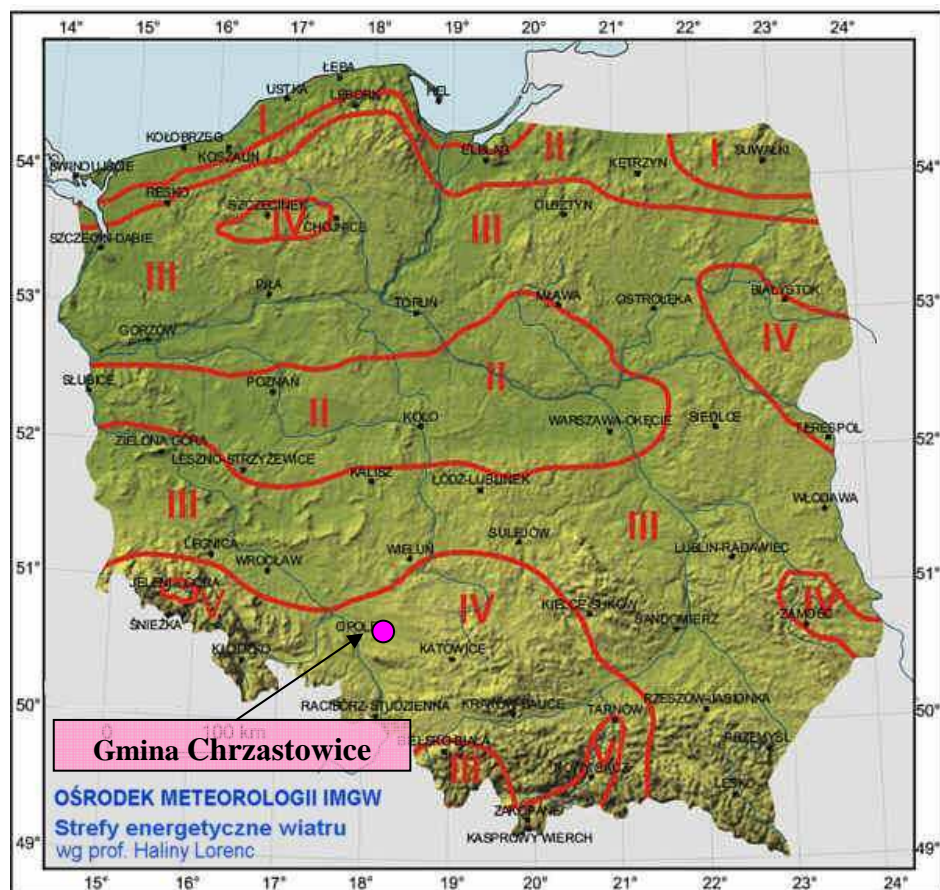 14° 15° 16° 17° 18° 19° 20° 21° 22° 23° 24°
ŁEBA
USTKA
HEL
LĘBORK
I
KOŁOBRZEG
KOSZALIN
ELBLĄG
II
I
SUWAŁKI
54°
54°
ŚWINOUJŚCIE
KĘTRZYN
RESKO
SZCZECINEK
OLSZTYN
IV
CHOJNICE
III
SZCZECIN-DĄBIE
III
PIŁA
BIAŁYSTOK
53°
53°
MŁAWA
OSTROŁĘKA
TORUŃ
GORZÓW
IV
SŁUBICE
POZNAŃ
II
II
KOŁO
SIEDLCE
WARSZAWA-OKĘCIE
TERESPOL
52°
52°
ZIELONA GÓRA
LESZNO-STRZYŻEWICE
KALISZ
ŁÓDŹ-LUBLINEK
WŁODAWA
III
III
SULEJÓW
LEGNICA
WIELUŃ
LUBLIN-RADAWIEC
WROCŁAW
51°
51°
JELENIA GÓRA
V
IV
KIELCE-SUKÓW
IV
ZAMOŚĆ
ŚNIEŻKA
OPOLE
SANDOMIERZ
KŁODZKO
KATOWICE
50°
50°
RACIBÓRZ-STUDZIENNA
KRAKÓW-BALICE
TARNÓW
RZESZÓW-JASIONKA
0 100 km
Gmina Chrzastowice
BIELSKO-BIAŁA
V
PRZEMYŚL
III
LESKO
OŚRODEK METEOROLOGII IMGW
ZAKOPANE
Strefy energetyczne wiatru
KASPROWY WIERCH
wg prof. Haliny Lorenc
49°
49°
15° 16° 17° 18° 19° 20° 21° 22° 23°